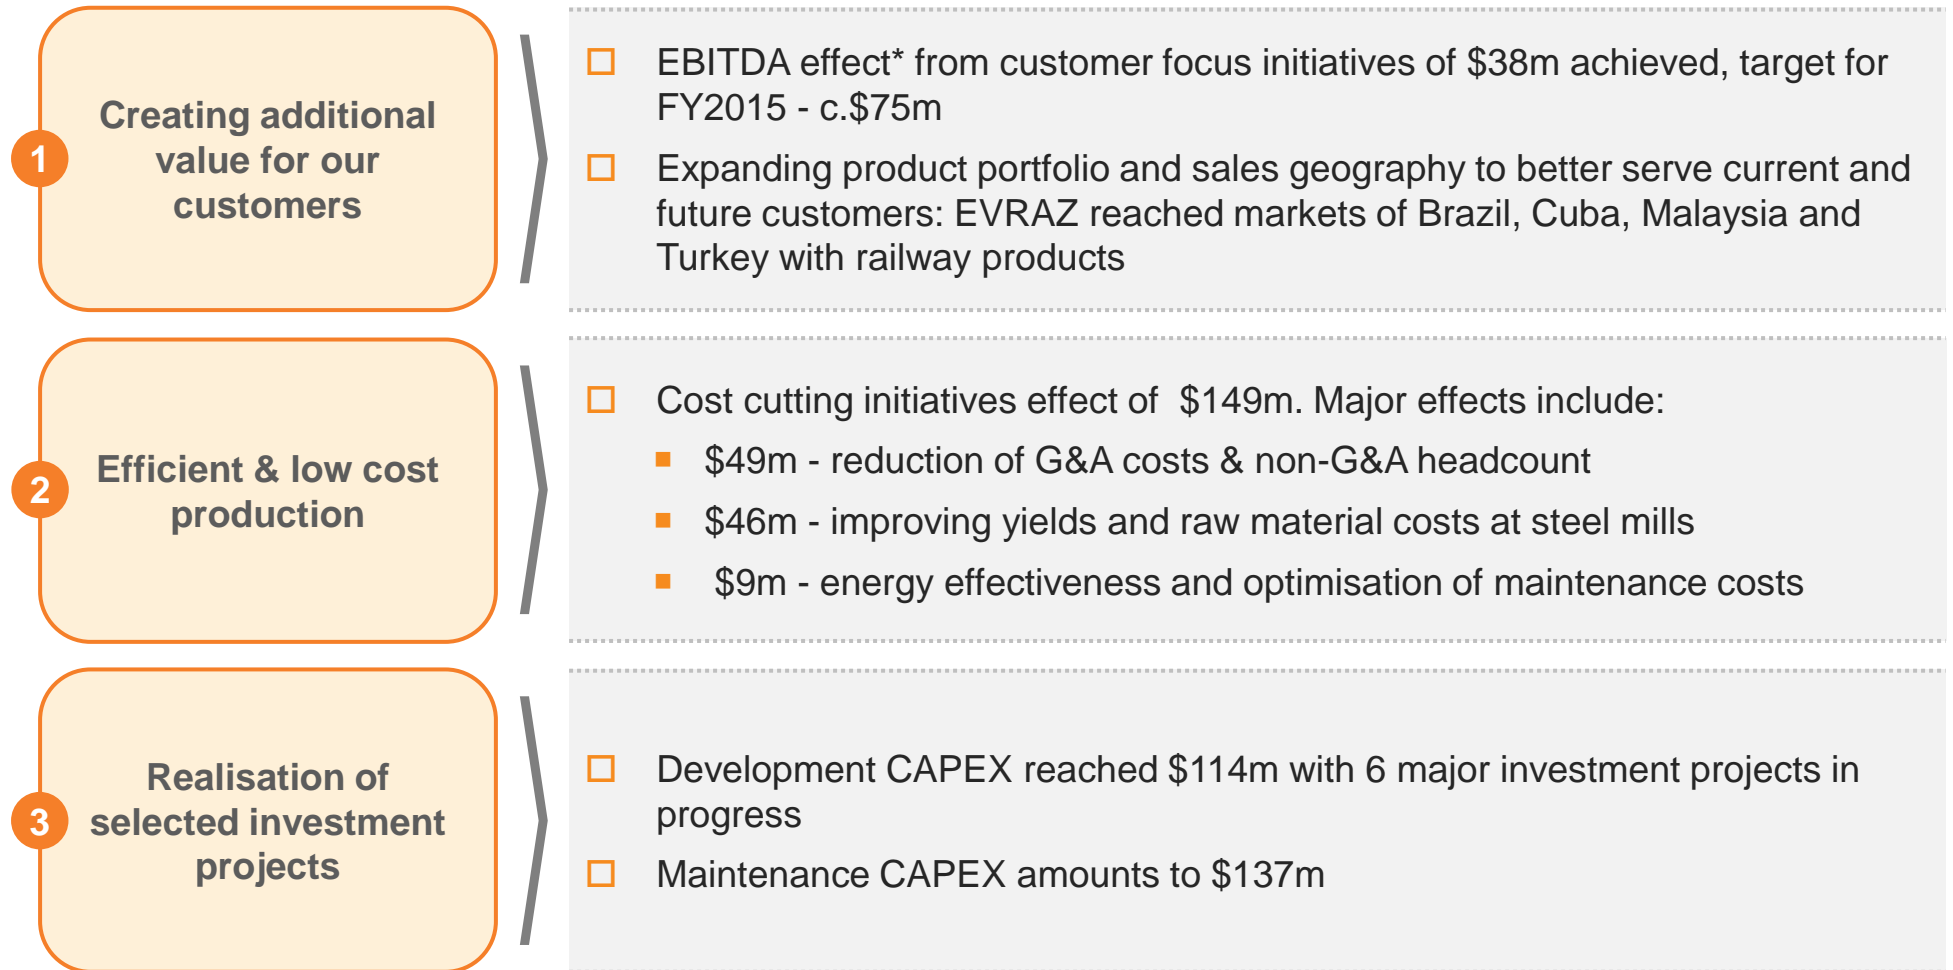 1
Creating additional
value for our
customers
EBITDA effect* from customer focus initiatives of $38m achieved, target for
FY2015 - c.$75m
Expanding product portfolio and sales geography to better serve current and
future customers: EVRAZ reached markets of Brazil, Cuba, Malaysia and
Turkey with railway products
2
Efficient & low cost
production
Cost cutting initiatives effect of $149m. Major effects include:
$49m - reduction of G&A costs & non-G&A headcount
$46m - improving yields and raw material costs at steel mills
$9m - energy effectiveness and optimisation of maintenance costs
3
Realisation of
selected investment
projects
Development CAPEX reached $114m with 6 major investment projects in
progress
Maintenance CAPEX amounts to $137m